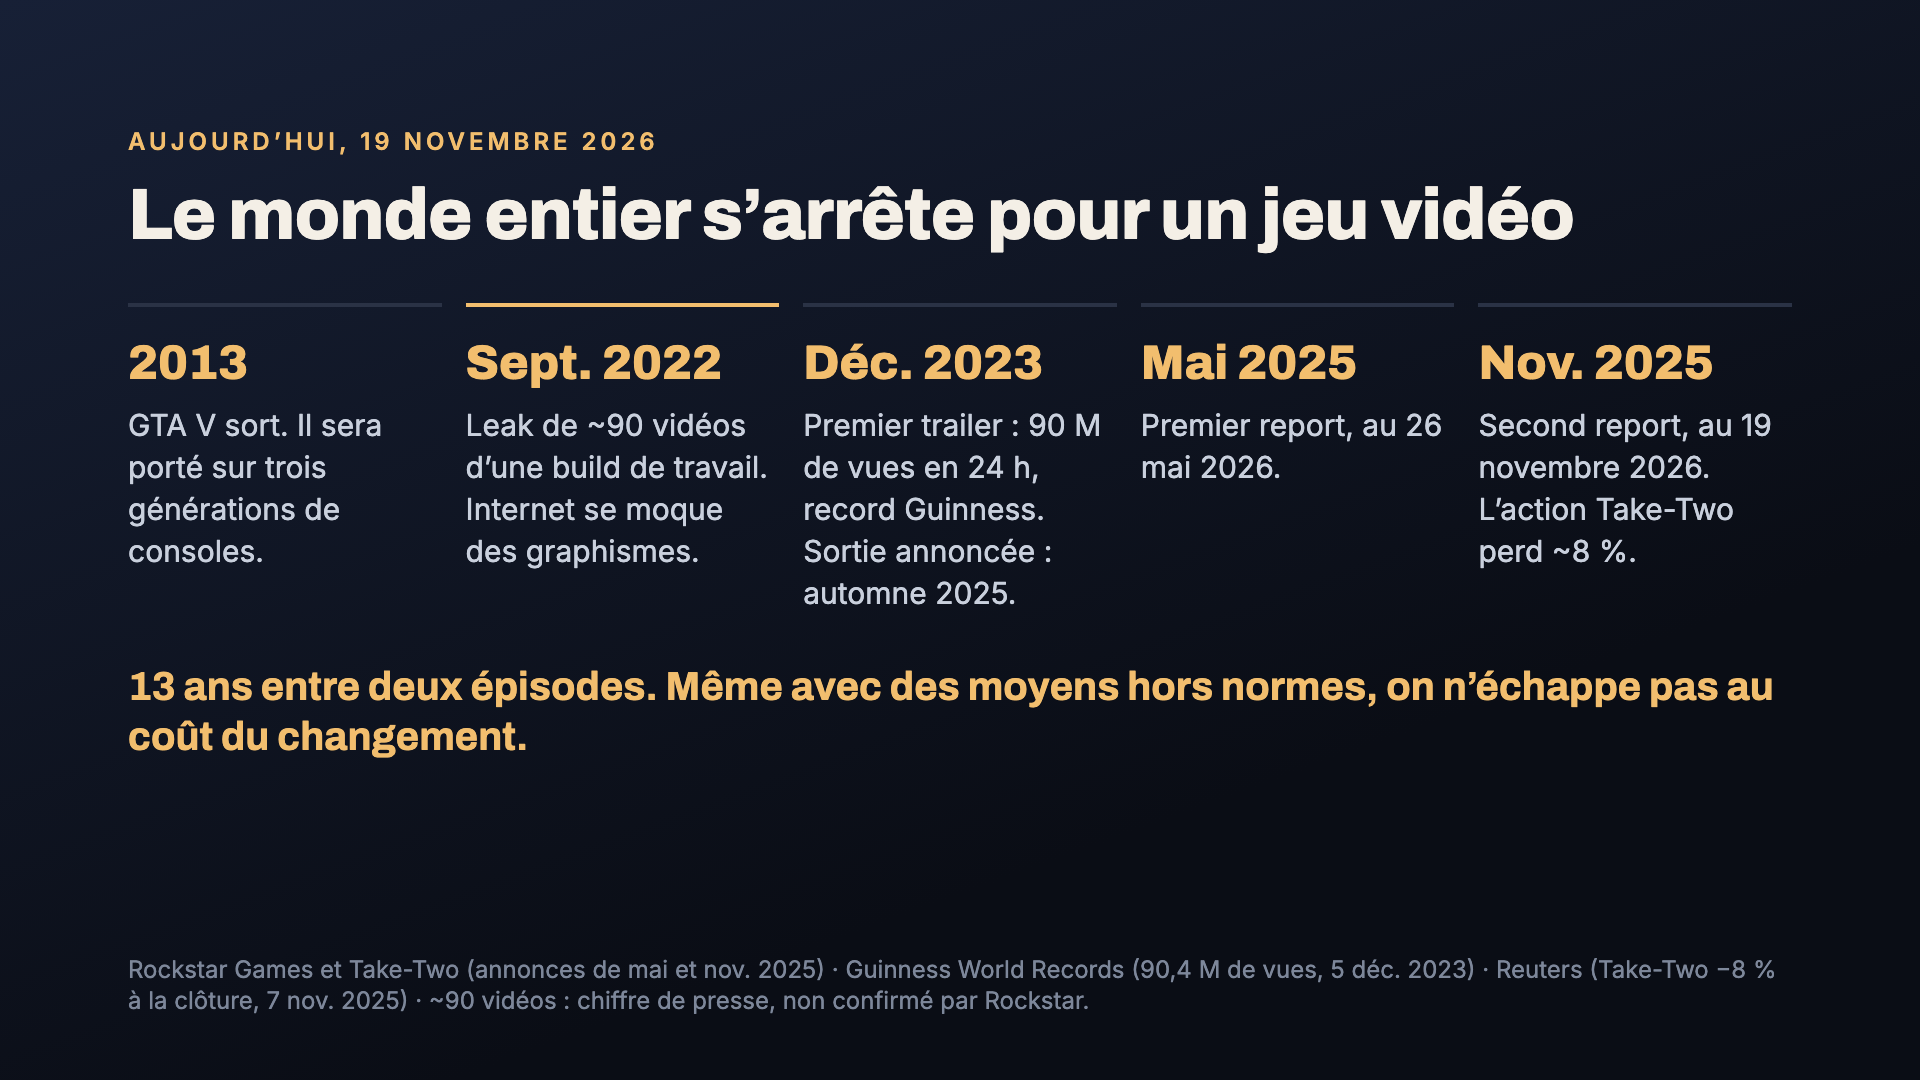 AUJOURD’HUI, 19 NOVEMBRE 2026
Le monde entier s’arrête pour un jeu vidéo
2013
GTA V sort. Il sera
porté sur trois
générations de
consoles.
Sept. 2022
Leak de ~90 vidéos
d’une build de travail.
Internet se moque
des graphismes.
Déc. 2023
Premier trailer : 90 M
de vues en 24 h,
record Guinness.
Sortie annoncée :
automne 2025.
Mai 2025
Premier report, au 26
mai 2026.
Nov. 2025
Second report, au 19
novembre 2026.
L’action Take-Two
perd ~8 %.
13 ans entre deux épisodes. Même avec des moyens hors normes, on n’échappe pas au
coût du changement.
Rockstar Games et Take-Two (annonces de mai et nov. 2025) · Guinness World Records (90,4 M de vues, 5 déc. 2023) · Reuters (Take-Two −8 %
à la clôture, 7 nov. 2025) · ~90 vidéos : chiffre de presse, non confirmé par Rockstar.